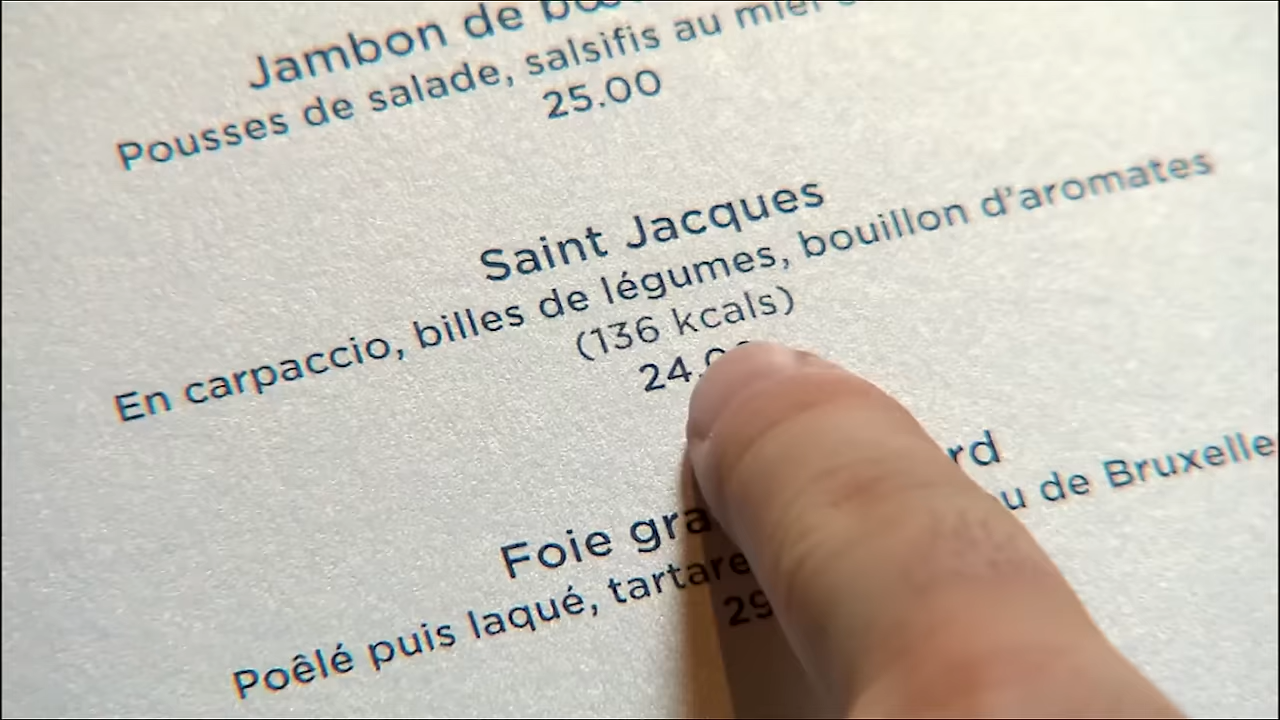 Jambon de
Pousses de salade, salsifis au miel
25.00
Saint Jacques
En carpaccio, billes de légumes, bouillon d'aromates
(136 kcals)
24.
Foie
Poêlé puis laqué, tartare de Bruxelle
29